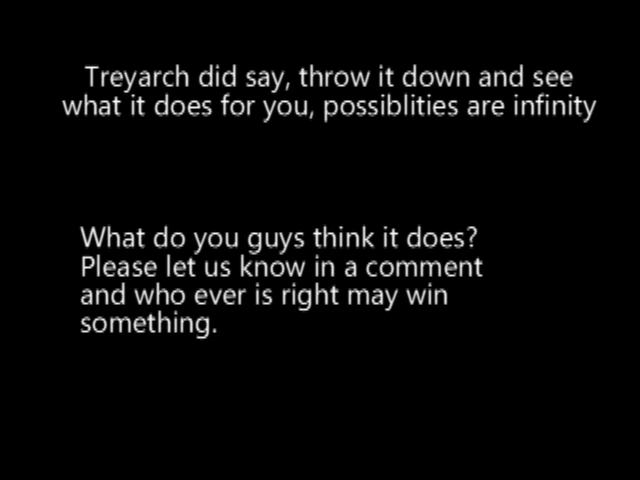 Treyarch did say, throw it down and see
what it does for you, possiblities are infinity
What do you guys think it does?
Please let us know in a comment
and who ever is right may win
something.